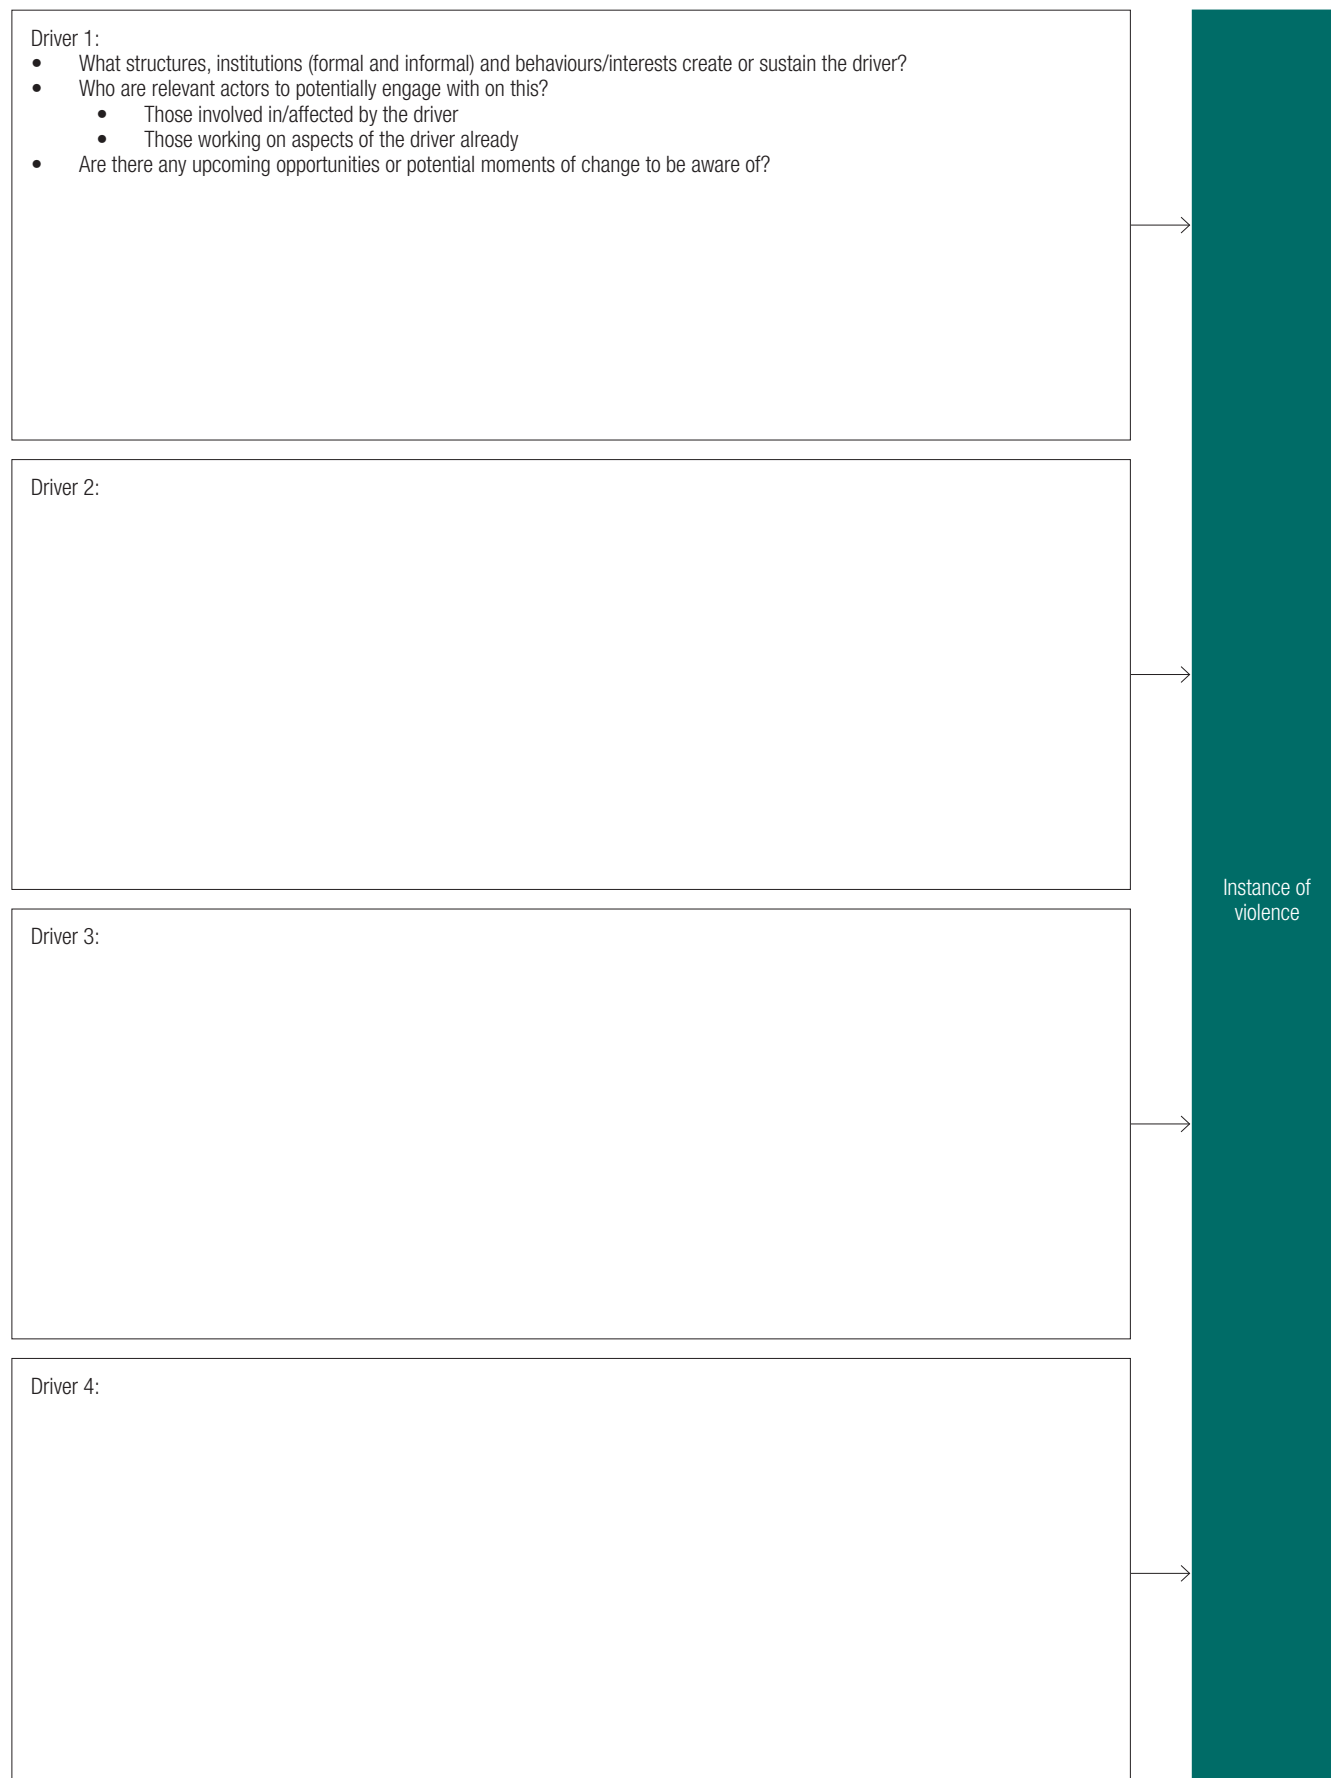 Driver 1:
• What structures, institutions (formal and informal) and behaviours/interests create or sustain the driver?
• Who are relevant actors to potentially engage with on this?
• Those involved in/affected by the driver
• Those working on aspects of the driver already
• Are there any upcoming opportunities or potential moments of change to be aware of?
Driver 2:
Driver 3:
Driver 4:
Instance of
violence